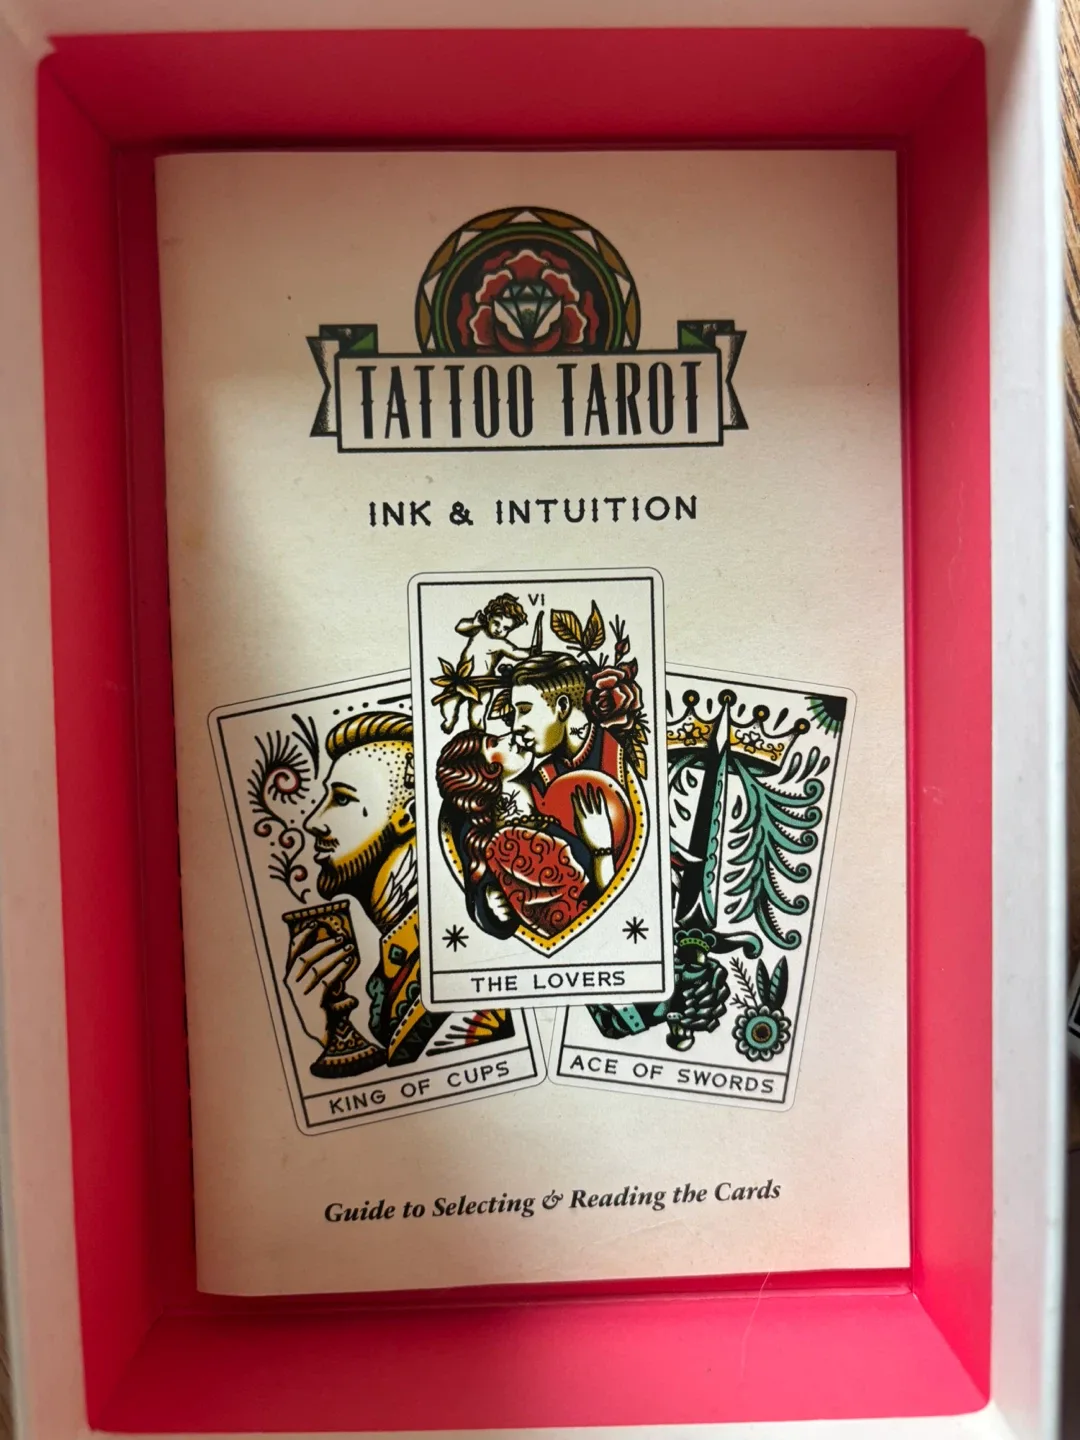 TATTOO TAROT
INK & INTUITION
VI
THE LOVERS
KING OF CUPS
ACE OF SWORDS
Guide to Selecting & Reading the Cards